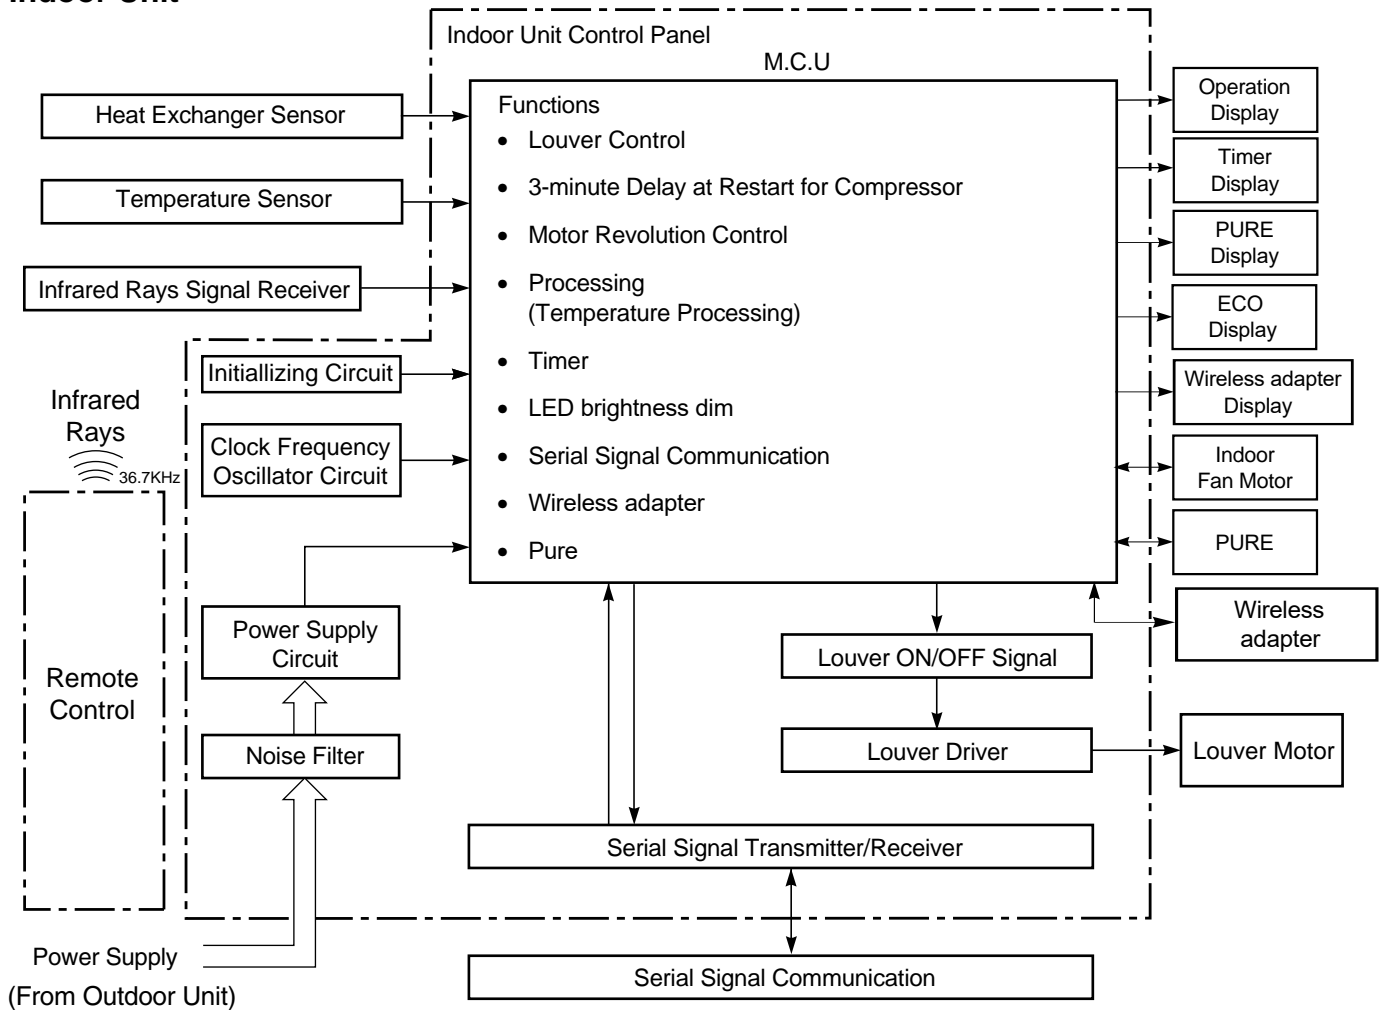 Indoor Unit
Indoor Unit Control Panel
M.C.U
Heat Exchanger Sensor
Temperature Sensor
Infrared Rays Signal Receiver
Initiallizing Circuit
Clock Frequency
Oscillator Circuit
Infrared
Rays
36.7KHz
Remote
Control
Power Supply
Circuit
Noise Filter
Power Supply
(From Outdoor Unit)
Functions
• Louver Control
• 3-minute Delay at Restart for Compressor
• Motor Revolution Control
• Processing
(Temperature Processing)
• Timer
• LED brightness dim
• Serial Signal Communication
• Wireless adapter
• Pure
Louver ON/OFF Signal
Louver Driver
Serial Signal Transmitter/Receiver
Serial Signal Communication
Operation
Display
Timer
Display
PURE
Display
ECO
Display
Wireless adapter
Display
Indoor
Fan Motor
PURE
Wireless
adapter
Louver Motor